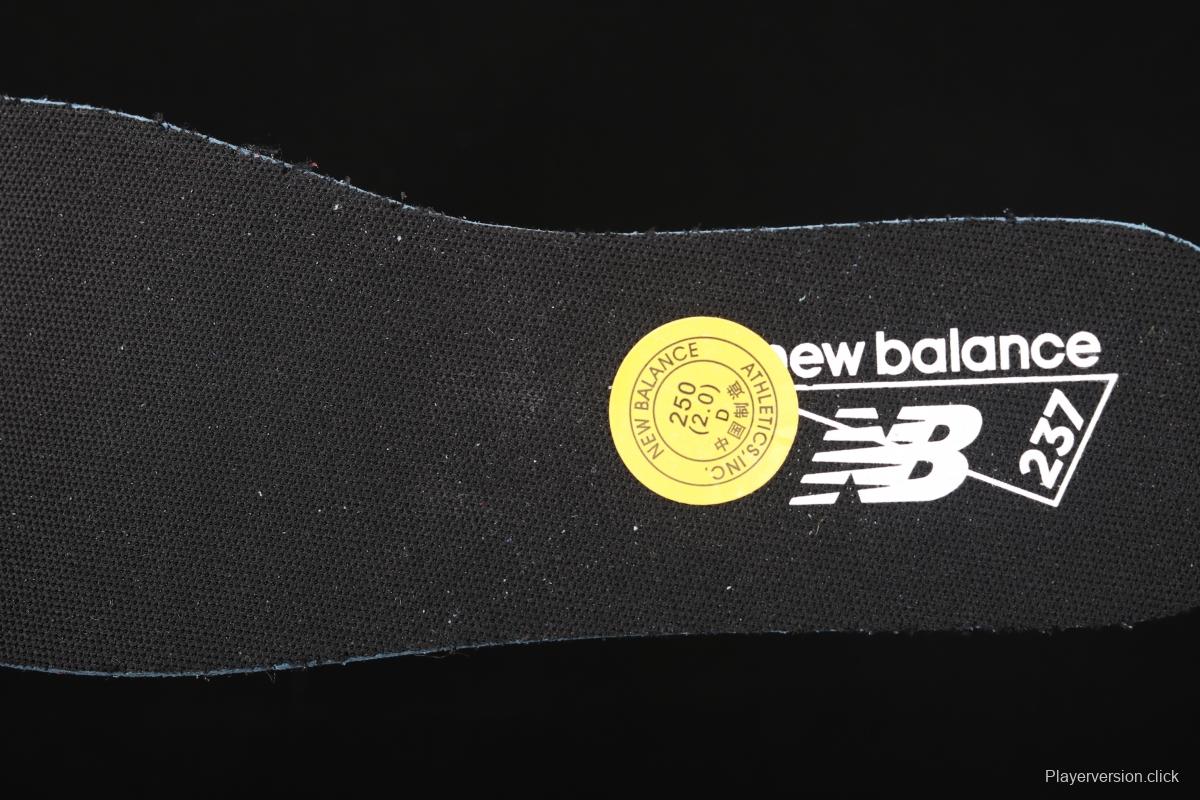 new balance
NB
237
NEW BALANCE
ATHLETICS, INC.
250
(2.0)
D
中国制造
Playerversion.click